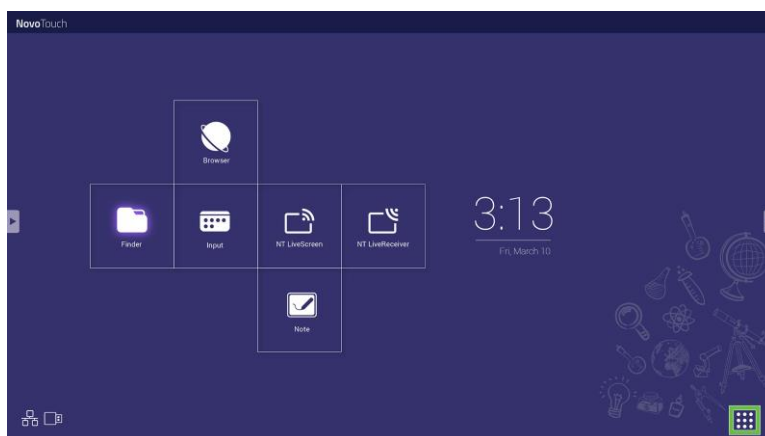 NovoTouch
Browser
Finder
Input
NT LiveScreen
NT LiveReceiver
3:13
Fri, March 10
Note